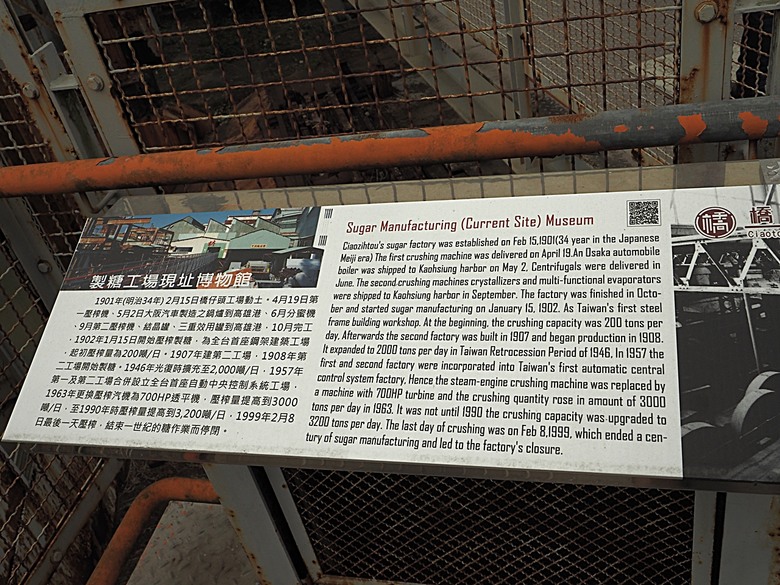 製糖工場現址博物館
1901年(明治34年) 2月15日橋仔頭工場動土。4月19日第
一壓榨機、5月2日大阪汽車製造之鍋爐到高雄港、6月分蜜機
、9月第二壓榨機、結晶罐、三重效用罐到高雄港、10月完工
。1902年1月15日開始壓榨製糖,為全台首座鋼架建築工場
,起初壓榨量為200噸/日。1907年建第二工場,1908年第
二工場開始製糖。1946年光復時擴充至2,000噸/日,1957年
第一及第二工場合併設立全台首座自動中央控制系統工場,
1963年更換壓榨汽機為700HP透平機,壓榨量提高到3000
噸/日,至1990年時壓榨量提高到3,200噸/日,1999年2月8
日最後一天壓榨,結束一世紀的糖作業而停閉。
Sugar Manufacturing (Current Site) Museum
Ciaozihtou's sugar factory was established on Feb 15,1901(34 year in the Japanese
Meiji era) The first crushing machine was delivered on April 19.An Osaka automobile
boiler was shipped to Kaohsiung harbor on May 2, Centrifugals were delivered in
June. The second crushing machines crystallizers and multi-functional evaporators
were shipped to Kaohsiung harbor in September. The factory was finished in Octo-
ber and started sugar manufacturing on January 15, 1902. As Taiwan's first steel
frame building workshop. At the beginning, the crushing capacity was 200 tons per
day, Afterwards the second factory was built in 1907 and began production in 1908.
It expanded to 2000 tons per day in Taiwan Retrocession Period of 1946, In 1957 the
first and second factory were incorporated into Taiwan's first automatic central
control system factory. Hence the steam-engine crushing machine was replaced by
a machine with 700HP turbine and the crushing quantity rose in amount of 3000
tons per day in 1963. It was not until 1990 the crushing capacity was upgraded to
3200 tons per day. The last day of crushing was on Feb 8,1999, which ended a cen-
tury of sugar manufacturing and led to the factory's closure.
橋 橋
Ciaoto